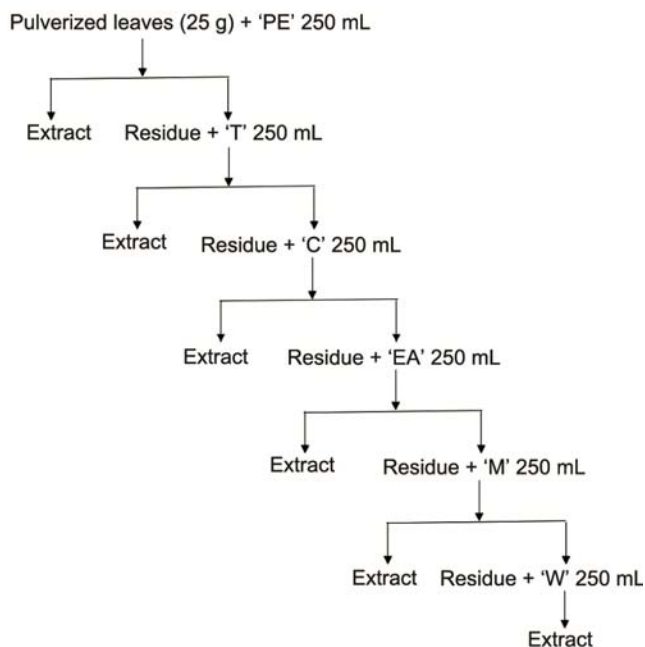 Pulverized leaves (25 g) + ‘PE’ 250 mL
Extract
Residue + ‘T’ 250 mL
Extract
Residue + ‘C’ 250 mL
Extract
Residue + ‘EA’ 250 mL
Extract
Residue + ‘M’ 250 mL
Extract
Residue + ‘W’ 250 mL
Extract